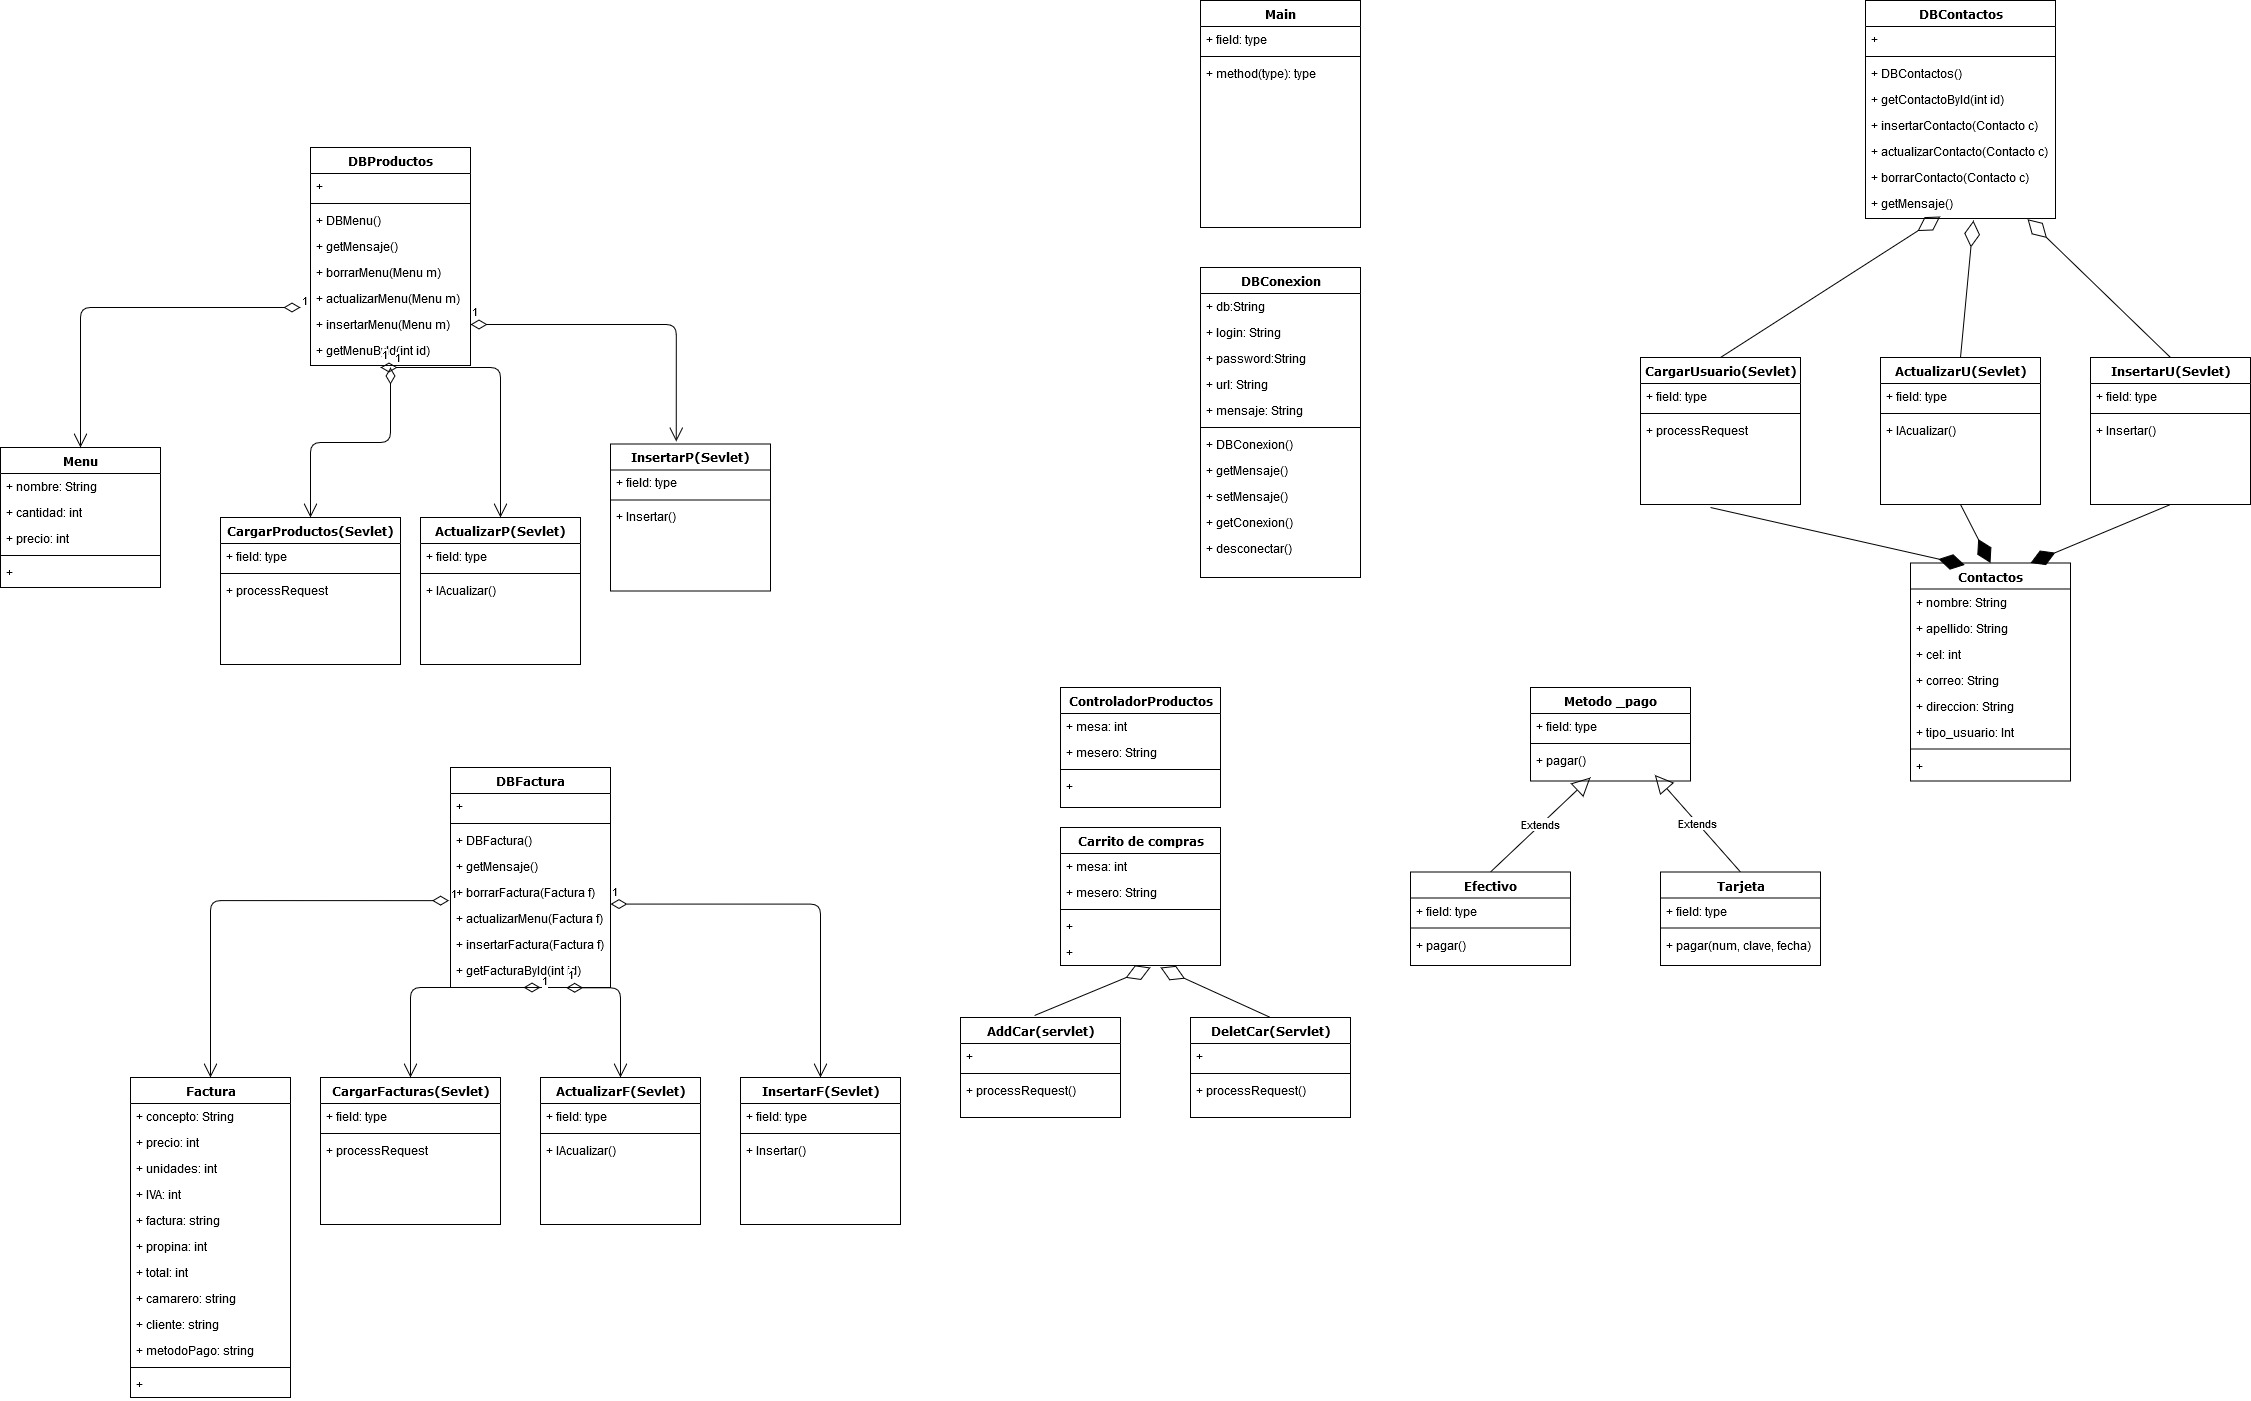 Main
+ field: type
+ method(type): type
DBContactos
+
+ DBContactos()
+ getContactoById(int id)
+ insertarContacto(Contacto c)
+ actualizarContacto(Contacto c)
+ borrarContacto(Contacto c)
+ getMensaje()
DBProductos
+
+ DBMenu()
+ getMensaje()
+ borrarMenu(Menu m)
+ actualizarMenu(Menu m)
+ insertarMenu(Menu m)
+ getMenuById(int id)
1
1
1
1
DBConexion
+ db:String
+ login: String
+ password:String
+ url: String
+ mensaje: String
+ DBConexion()
+ getMensaje()
+ setMensaje()
+ getConexion()
+ desconectar()
CargarUsuario(Sevlet)
+ field: type
+ processRequest
ActualizarU(Sevlet)
+ field: type
+ IAcualizar()
InsertarU(Sevlet)
+ field: type
+ Insertar()
Menu
+ nombre: String
+ cantidad: int
+ precio: int
+
CargarProductos(Sevlet)
+ field: type
+ processRequest
ActualizarP(Sevlet)
+ field: type
+ IAcualizar()
InsertarP(Sevlet)
+ field: type
+ Insertar()
Contactos
+ nombre: String
+ apellido: String
+ cel: int
+ correo: String
+ direccion: String
+ tipo_usuario: Int
+
ControladorProductos
+ mesa: int
+ mesero: String
+
Metodo _pago
+ field: type
+ pagar()
Extends
Extends
DBFactura
+
+ DBFactura()
+ getMensaje()
+ borrarFactura(Factura f)
+ actualizarMenu(Factura f)
+ insertarFactura(Factura f)
+ getFacturaById(int id)
1
1
1
1
Carrito de compras
+ mesa: int
+ mesero: String
+
+
Efectivo
+ field: type
+ pagar()
Tarjeta
+ field: type
+ pagar(num, clave, fecha)
AddCar(servlet)
+
+ processRequest()
DeletCar(Servlet)
+
+ processRequest()
Factura
+ concepto: String
+ precio: int
+ unidades: int
+ IVA: int
+ factura: string
+ propina: int
+ total: int
+ camarero: string
+ cliente: string
+ metodoPago: string
+
CargarFacturas(Sevlet)
+ field: type
+ processRequest
ActualizarF(Sevlet)
+ field: type
+ IAcualizar()
InsertarF(Sevlet)
+ field: type
+ Insertar()